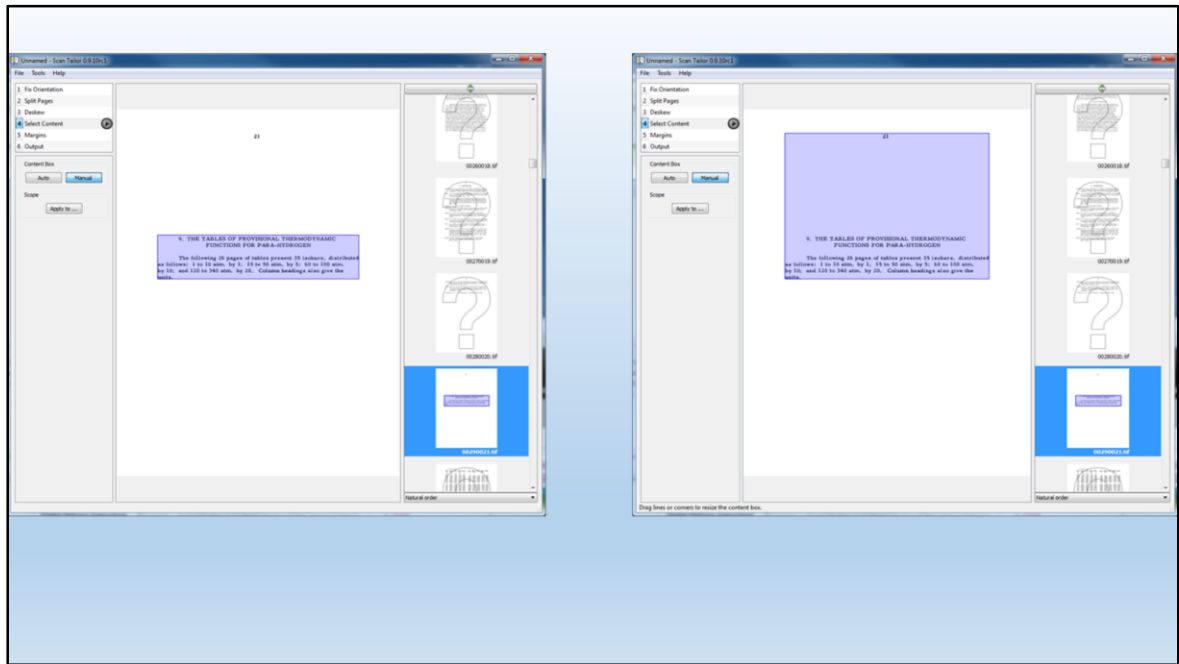 Unnamed - Scan Tailor 0.9.10rc1
File Tools Help
1 Fix Orientation
2 Split Pages
3 Deskew
4 Select Content
5 Margins
6 Output
Content Box
Auto Manual
Scope
Apply to ...
21
9. THE TABLES OF PROVISIONAL THERMODYNAMIC
FUNCTIONS FOR PARA-HYDROGEN
The following 26 pages of tables present 35 isobars, distributed
as follows: 1 to 10 atm. by 1; 15 to 50 atm. by 5; 60 to 100 atm.
by 10; and 120 to 340 atm. by 20. Column headings also give the
units.
00260018.tif
00270019.tif
00280020.tif
00290021.tif
Natural order
Unnamed - Scan Tailor 0.9.10rc1
File Tools Help
1 Fix Orientation
2 Split Pages
3 Deskew
4 Select Content
5 Margins
6 Output
Content Box
Auto Manual
Scope
Apply to ...
21
9. THE TABLES OF PROVISIONAL THERMODYNAMIC
FUNCTIONS FOR PARA-HYDROGEN
The following 26 pages of tables present 35 isobars, distributed
as follows: 1 to 10 atm. by 1; 15 to 50 atm. by 5; 60 to 100 atm.
by 10; and 120 to 340 atm. by 20. Column headings also give the
units.
00260018.tif
00270019.tif
00280020.tif
00290021.tif
Natural order
Drag lines or corners to resize the content box.